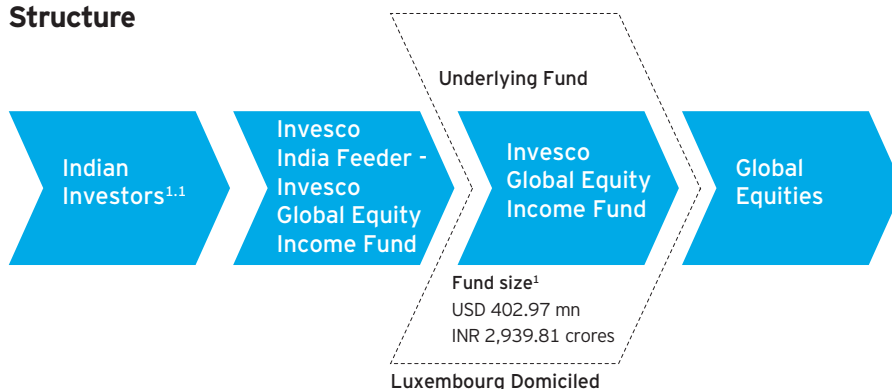 Structure
Underlying Fund
Indian
Investors1.1
Invesco
India Feeder -
Invesco
Global Equity
Income Fund
Invesco
Global Equity
Income Fund
Global
Equities
Fund size1
USD 402.97 mn
INR 2,939.81 crores
Luxembourg Domiciled